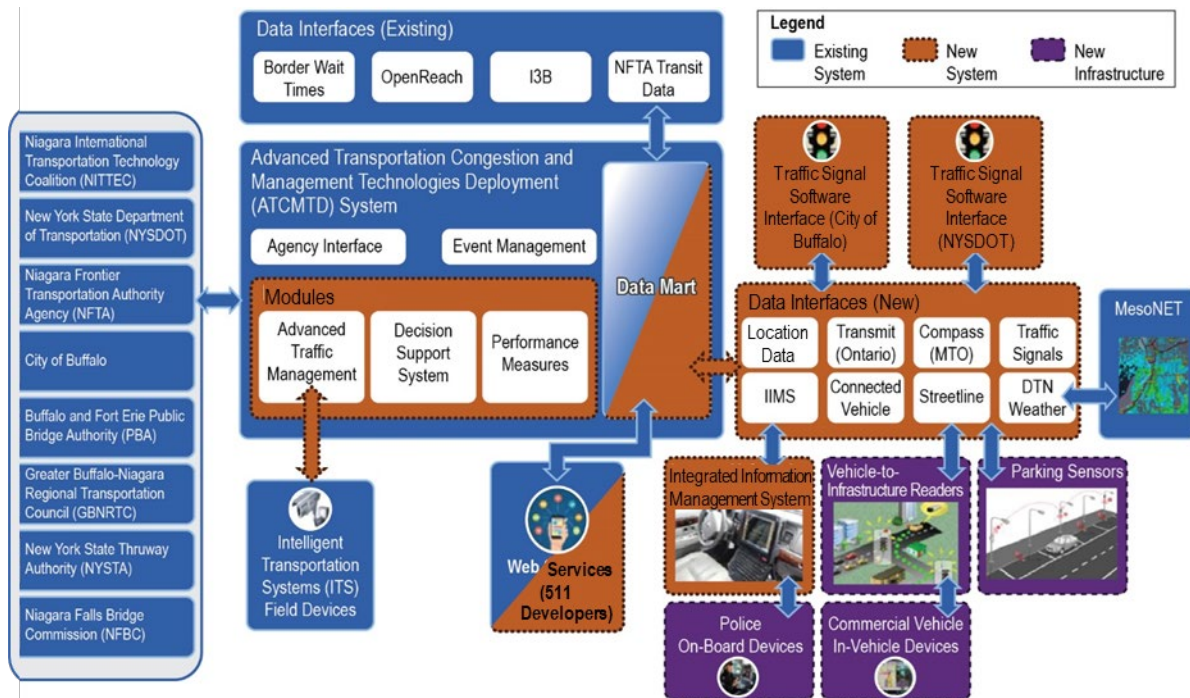 Data Interfaces (Existing)
Border Wait
Times
OpenReach
I3B
NFTA Transit
Data
Legend
Existing
System
New
System
New
Infrastructure
Niagara International
Transportation Technology
Coalition (NITTEC)
New York State Department
of Transportation (NYSDOT)
Niagara Frontier
Transportation Authority
Agency (NFTA)
City of Buffalo
Buffalo and Fort Erie Public
Bridge Authority (PBA)
Greater Buffalo-Niagara
Regional Transportation
Council (GBNRTC)
New York State Thruway
Authority (NYSTA)
Niagara Falls Bridge
Commission (NFBC)
Advanced Transportation Congestion and
Management Technologies Deployment
(ATCMTD) System
Agency Interface
Event Management
Modules
Advanced
Traffic
Management
Decision
Support
System
Performance
Measures
Data Mart
Traffic Signal
Software
Interface (City of
Buffalo)
Traffic Signal
Software
Interface
(NYSDOT)
Data Interfaces (New)
Location
Data
Transmit
(Ontario)
Compass
(MTO)
Traffic
Signals
IIMS
Connected
Vehicle
Streetline
DTN
Weather
MesoNET
Intelligent
Transportation
Systems (ITS)
Field Devices
Web
Services
(511
Developers)
Integrated Information
Management System
Vehicle-to-
Infrastructure Readers
Parking Sensors
Police
On-Board Devices
Commercial Vehicle
In-Vehicle Devices